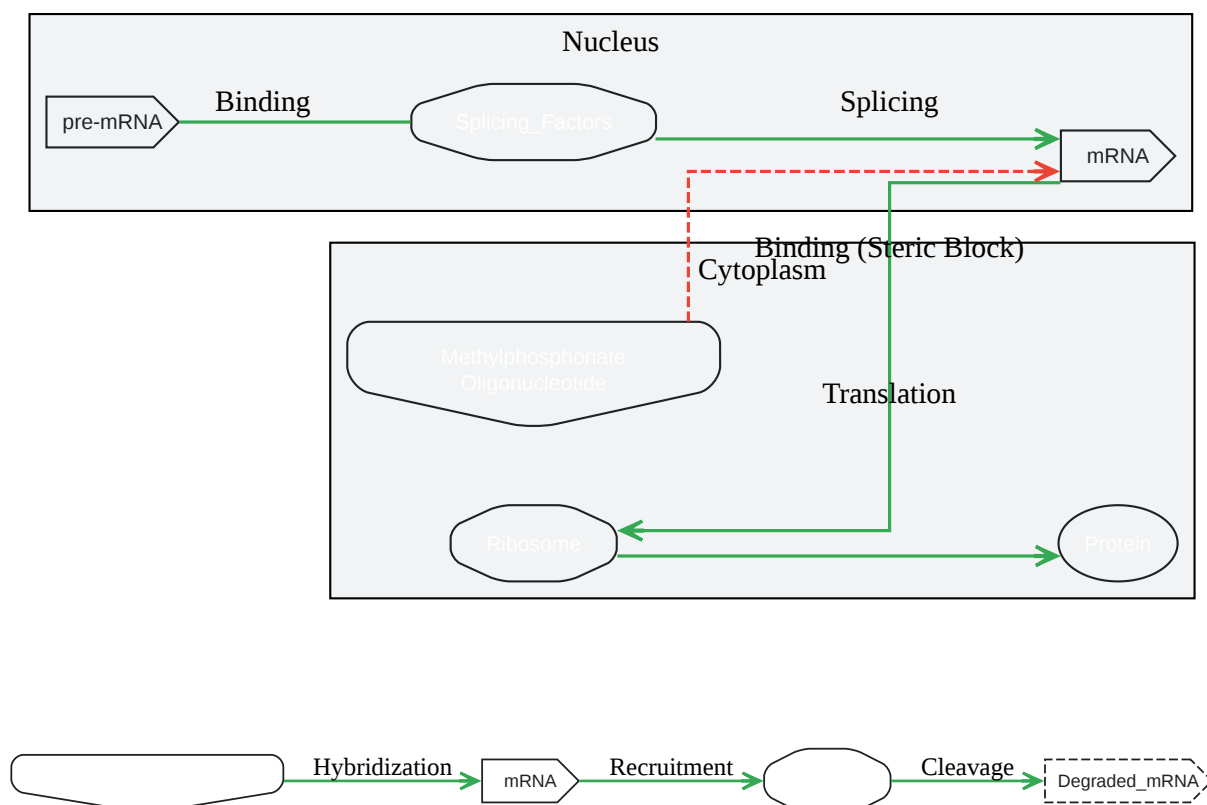 Nucleus
Binding
Splicing
pre-mRNA
Splicing_Factors
mRNA
Binding (Steric Block)
Cytoplasm
Methylphosphonate
Oligonucleotide
Translation
Ribosome
Protein
Hybridization
Recruitment
Cleavage
mRNA
Degraded_mRNA